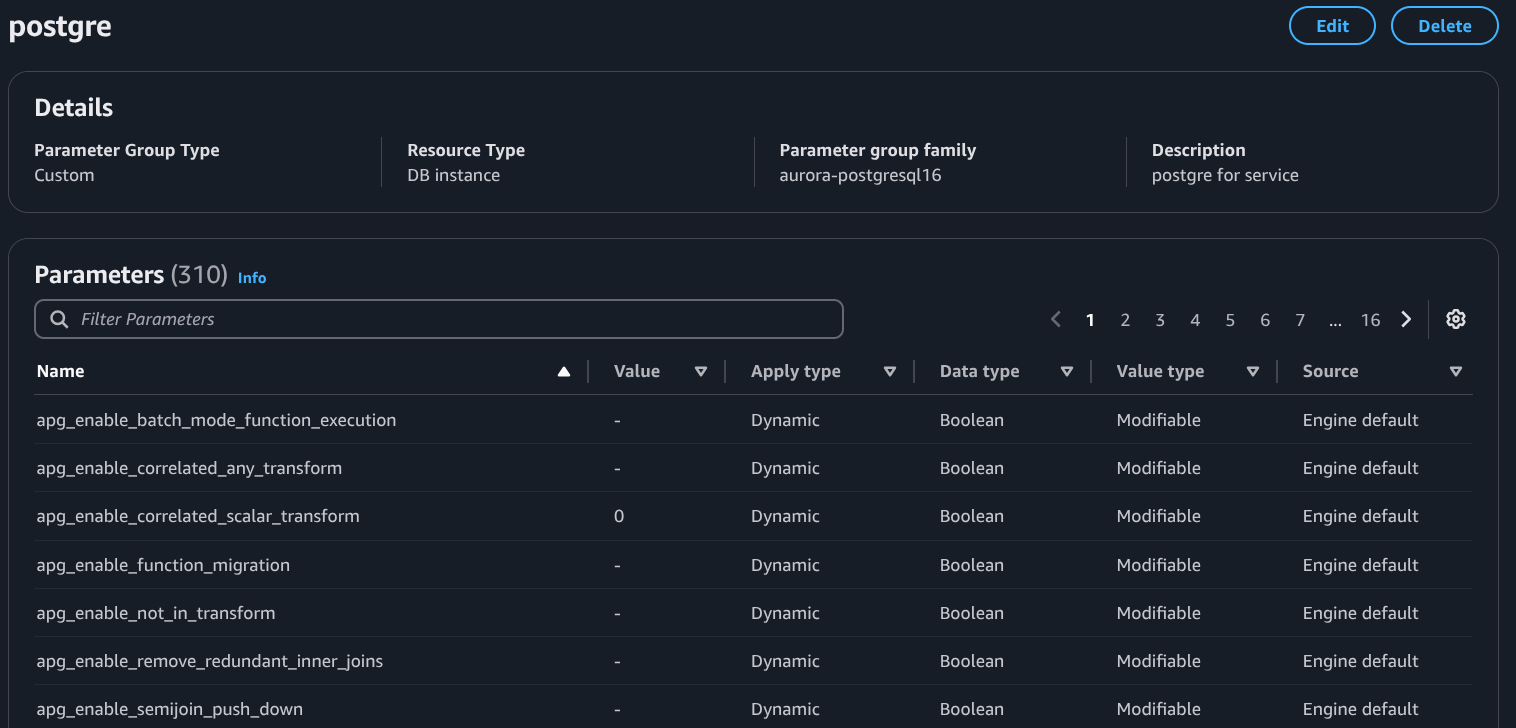 postgre
Edit
Delete
Details
Parameter Group Type
Custom
Resource Type
DB instance
Parameter group family
aurora-postgresql16
Description
postgre for service
Parameters (310) Info
Filter Parameters
1 2 3 4 5 6 7 ... 16
Name Value Apply type Data type Value type Source
apg_enable_batch_mode_function_execution - Dynamic Boolean Modifiable Engine default
apg_enable_correlated_any_transform - Dynamic Boolean Modifiable Engine default
apg_enable_correlated_scalar_transform 0 Dynamic Boolean Modifiable Engine default
apg_enable_function_migration - Dynamic Boolean Modifiable Engine default
apg_enable_not_in_transform - Dynamic Boolean Modifiable Engine default
apg_enable_remove_redundant_inner_joins - Dynamic Boolean Modifiable Engine default
apg_enable_semijoin_push_down - Dynamic Boolean Modifiable Engine default